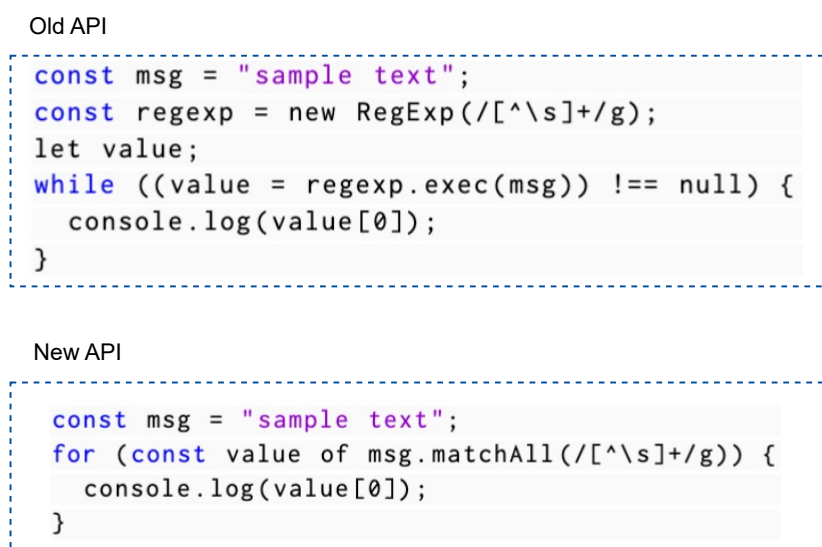 Old API
const msg = "sample text";
const regexp = new RegExp(/[^\s]+/g);
let value;
while ((value = regexp.exec(msg)) !== null) {
  console.log(value[0]);
}
New API
const msg = "sample text";
for (const value of msg.matchAll(/[^\s]+/g)) {
  console.log(value[0]);
}